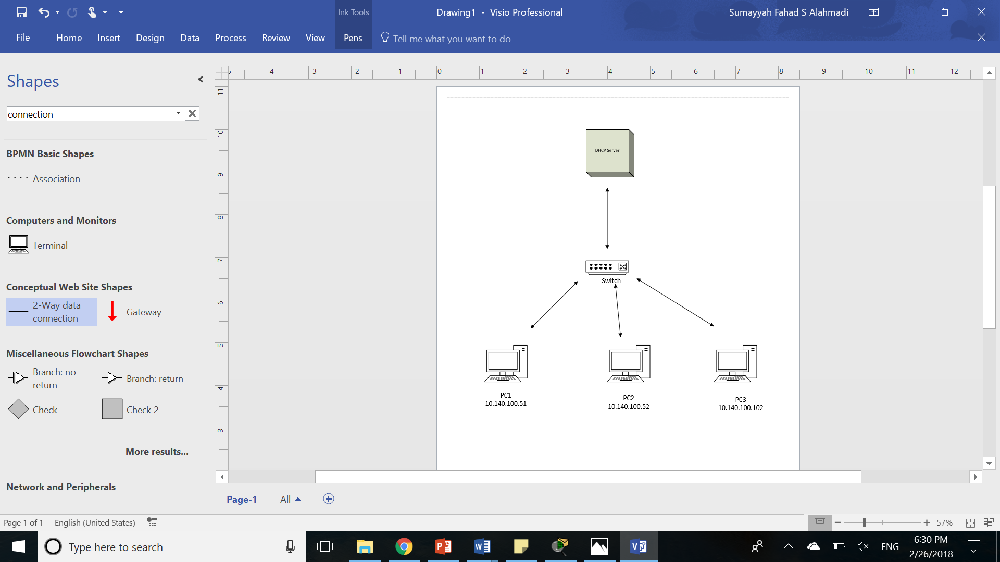 Ink Tools
Drawing1 - Visio Professional
Sumayyah Fahad S Alahmadi
File
Home
Insert
Design
Data
Process
Review
View
Pens
Tell me what you want to do
Shapes
connection
BPMN Basic Shapes
Association
Computers and Monitors
Terminal
Conceptual Web Site Shapes
2-Way data
connection
Gateway
Miscellaneous Flowchart Shapes
Branch: no
return
Branch: return
Check
Check 2
More results...
Network and Peripherals
5 -4 -3 -2 -1 0 1 2 3 4 5 6 7 8 9 10 11 12
11
10
9
8
7
6
5
4
3
DHCP Server
Switch
PC1
10.140.100.51
PC2
10.140.100.52
PC3
10.140.100.102
Page-1
All
Page 1 of 1
English (United States)
57%
Type here to search
ENG
6:30 PM
2/26/2018